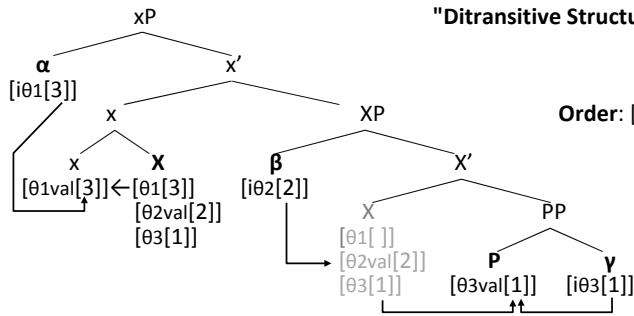 xP
"Ditransitive Structu
α
x'
[iθ1[3]]
x
XP
Order: [
x
X
β
X'
[θ1val[3]]←[θ1[3]]
[iθ2[2]]
[θ2val[2]]
X
PP
[θ3[1]]
[θ1[ ]]
[θ2val[2]]
P
γ
[θ3[1]]
[θ3val[1]]
[iθ3[1]]